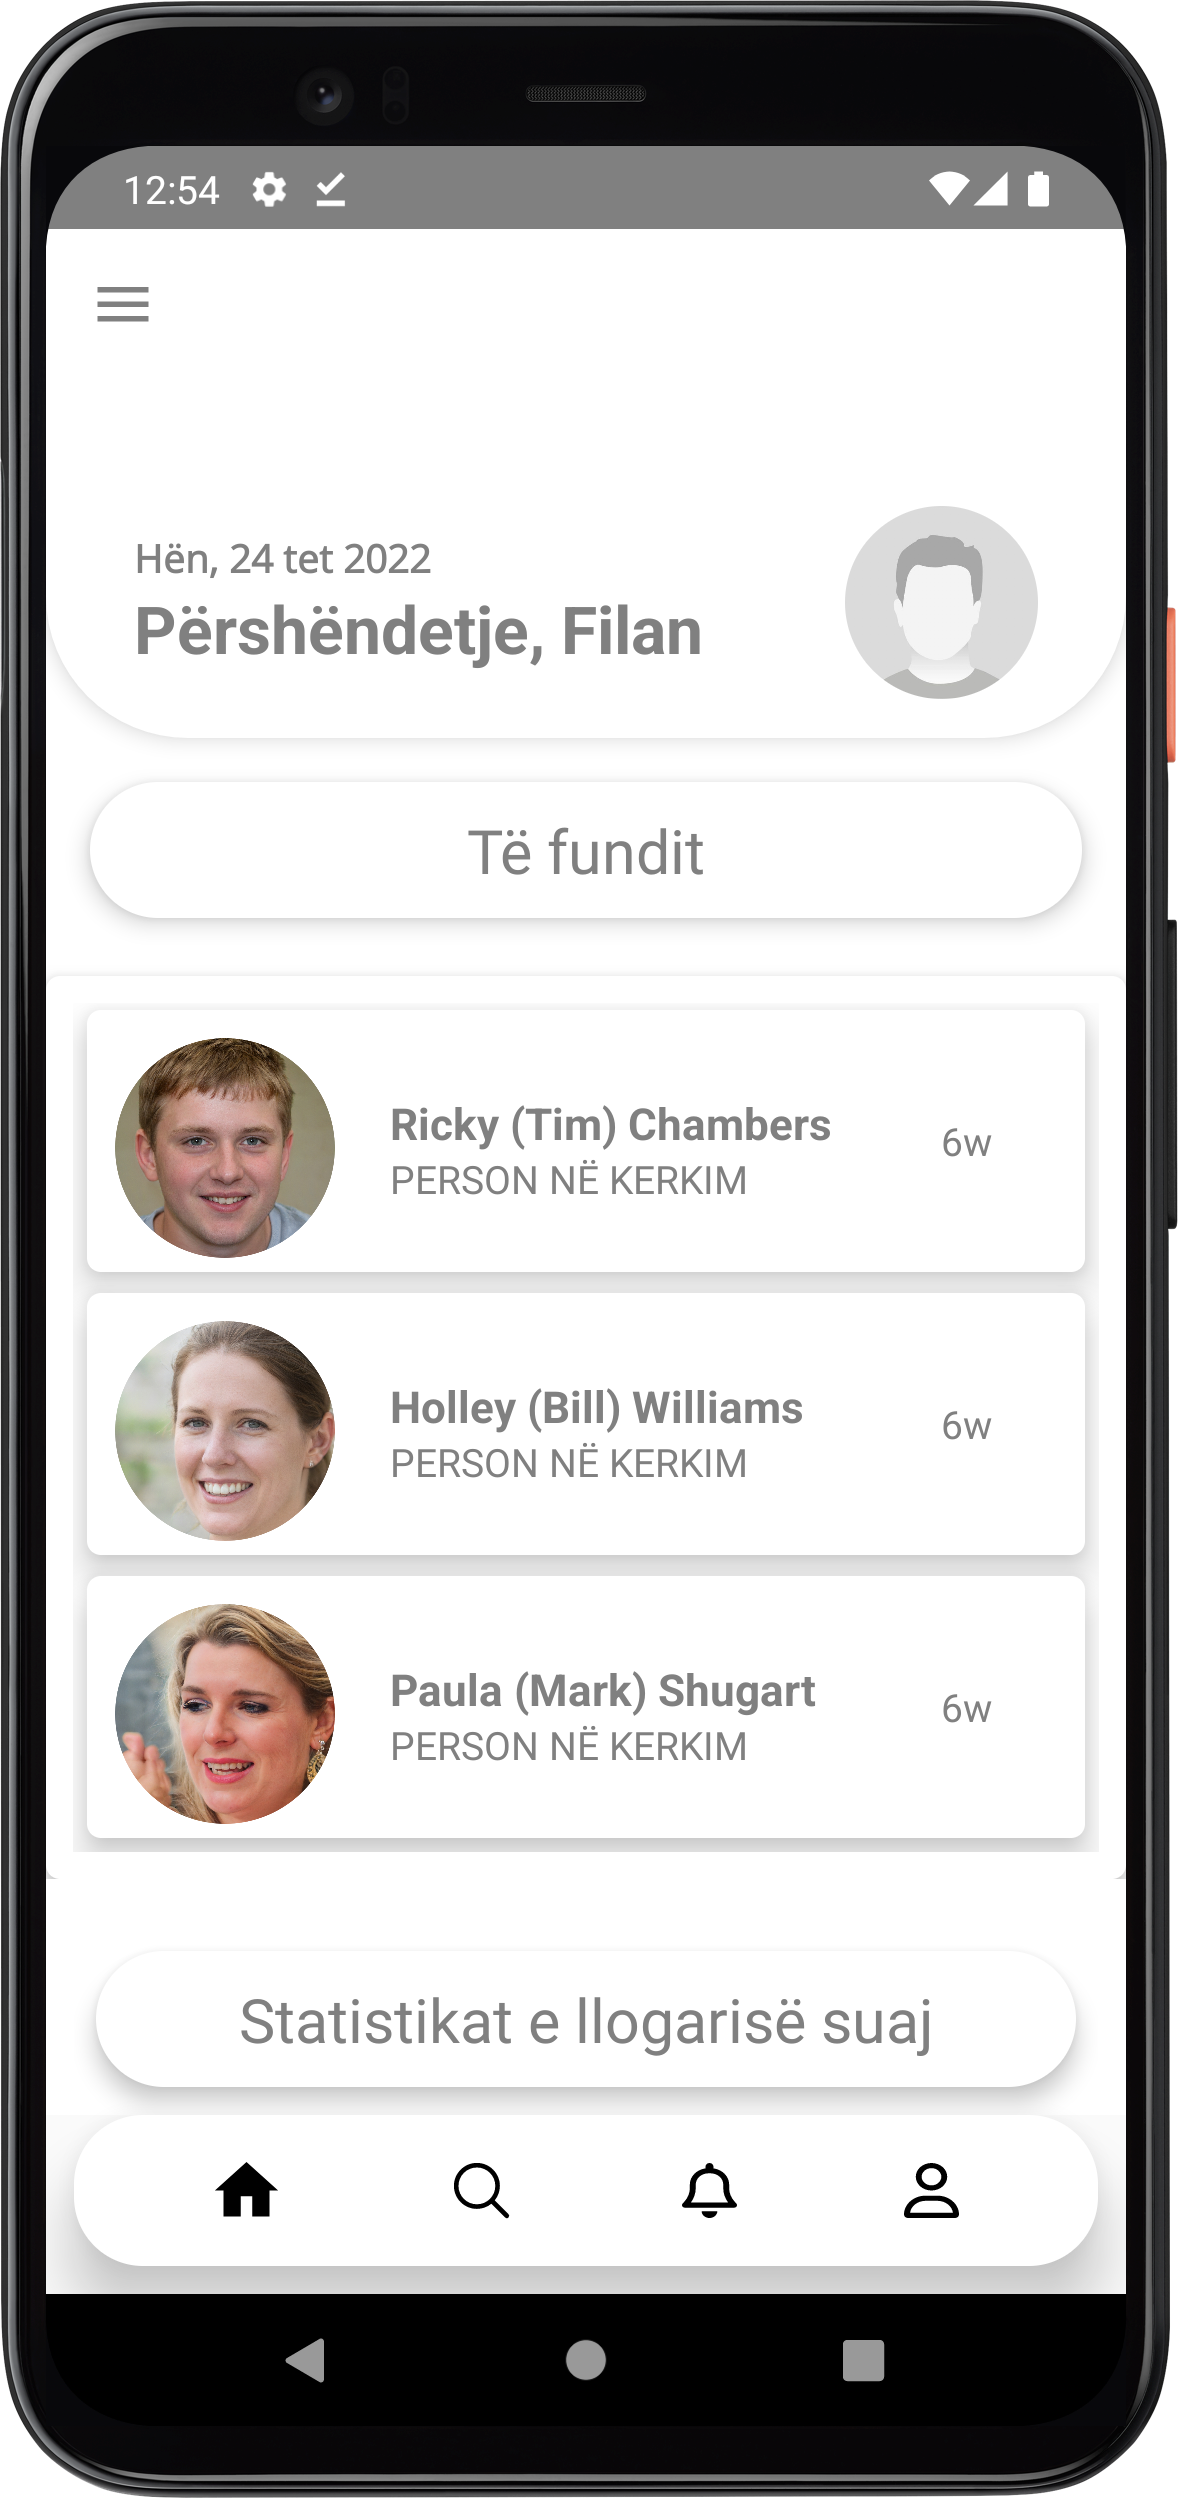 12:54
Hën, 24 tet 2022
Përshëndetje, Filan
Të fundit
Ricky (Tim) Chambers
PERSON NË KERKIM
6w
Holley (Bill) Williams
PERSON NË KERKIM
6w
Paula (Mark) Shugart
PERSON NË KERKIM
6w
Statistikat e llogarisë suaj